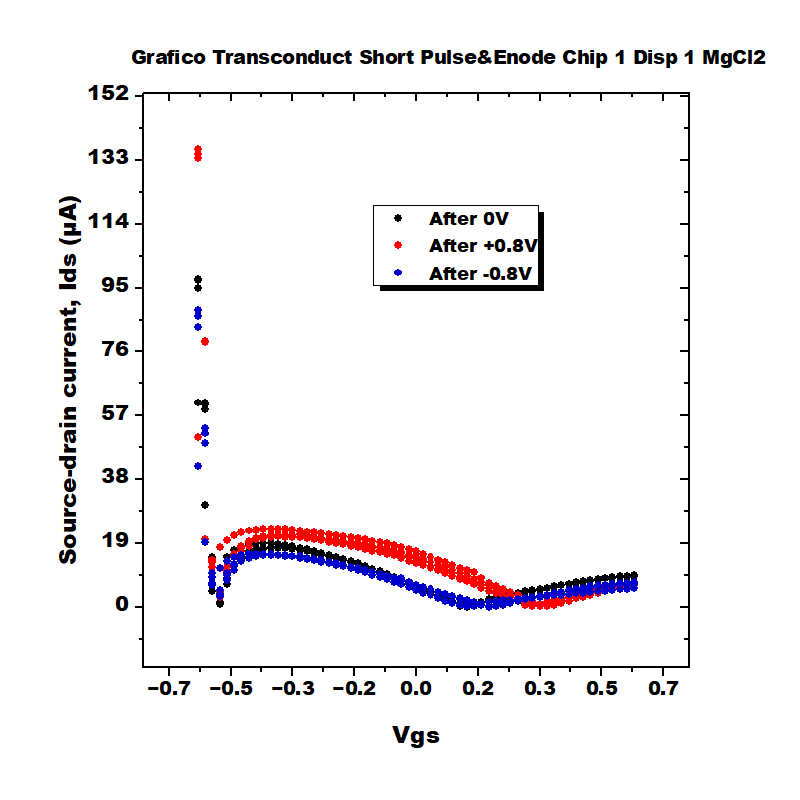 Grafico Transconduct Short Pulse&Enode Chip 1 Disp 1 MgCl2
152
133
114
95
76
57
38
19
0
Source-drain current, Ids (µA)
After 0V
After +0.8V
After -0.8V
−0.7 −0.5 −0.3 −0.2 0.0 0.2 0.3 0.5 0.7
Vgs